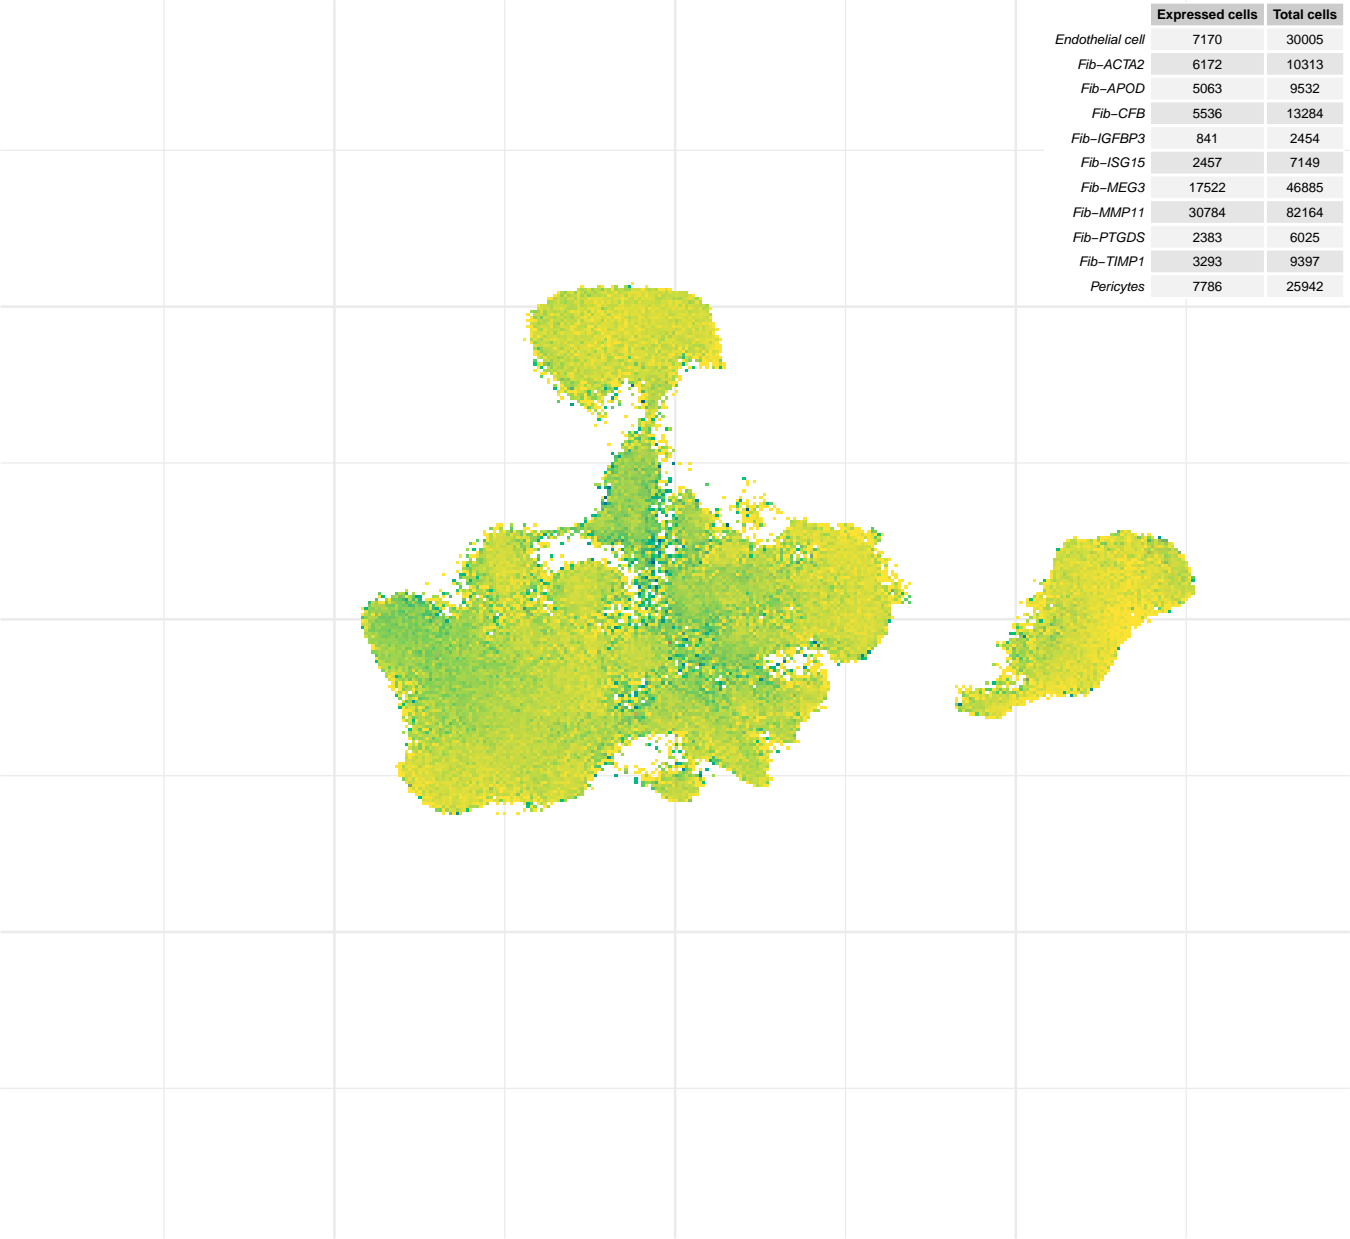 Expressed cells Total cells
Endothelial cell 7170 30005
Fib−ACTA2 6172 10313
Fib−APOD 5063 9532
Fib−CFB 5536 13284
Fib−IGFBP3 841 2454
Fib−ISG15 2457 7149
Fib−MEG3 17522 46885
Fib−MMP11 30784 82164
Fib−PTGDS 2383 6025
Fib−TIMP1 3293 9397
Pericytes 7786 25942